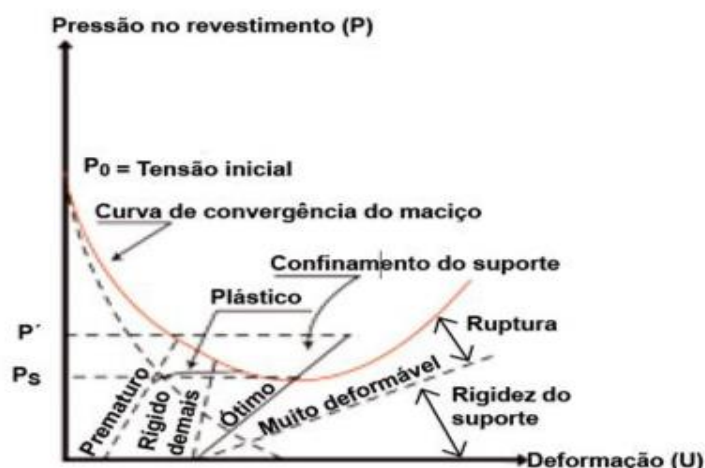 Pressão no revestimento (P)
P0 = Tensão inicial
Curva de convergência do maciço
Confinamento do suporte
Plástico
P´
Ruptura
Ps
Prematuro
Rígido
demais
Ótimo
Muito deformável
Rigidez do
suporte
Deformação (U)